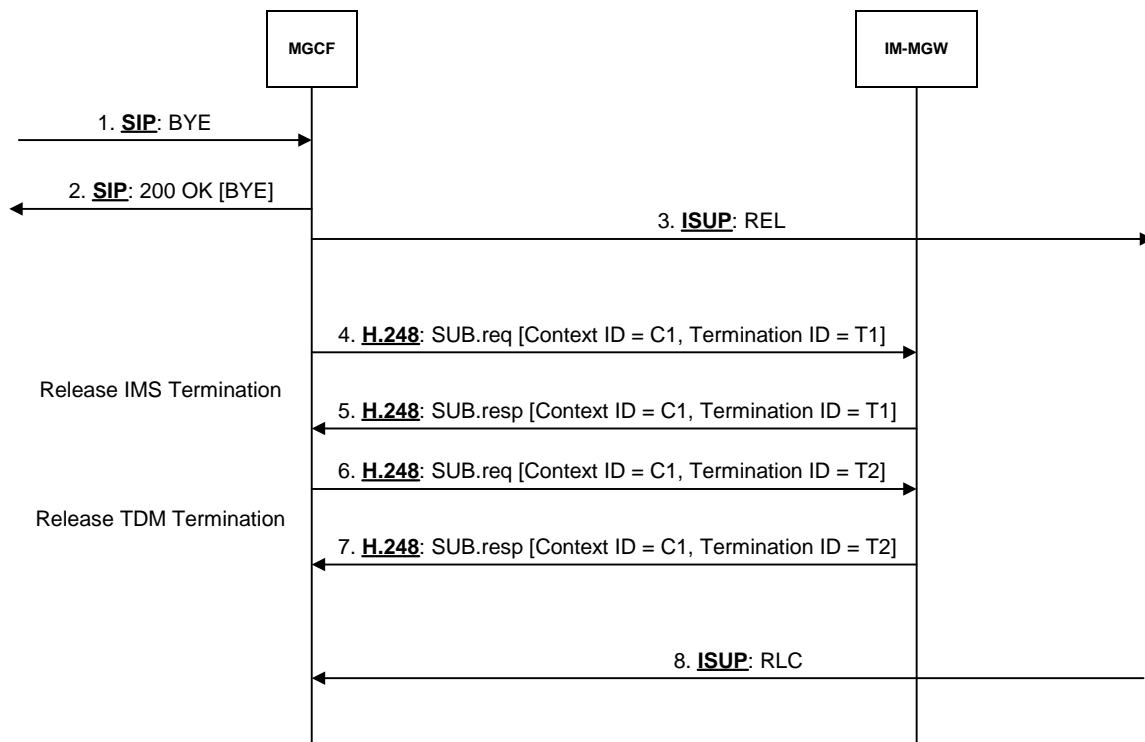 MGCF
IM-MGW
1. SIP: BYE
2. SIP: 200 OK [BYE]
3. ISUP: REL
4. H.248: SUB.req [Context ID = C1, Termination ID = T1]
Release IMS Termination
5. H.248: SUB.resp [Context ID = C1, Termination ID = T1]
6. H.248: SUB.req [Context ID = C1, Termination ID = T2]
Release TDM Termination
7. H.248: SUB.resp [Context ID = C1, Termination ID = T2]
8. ISUP: RLC